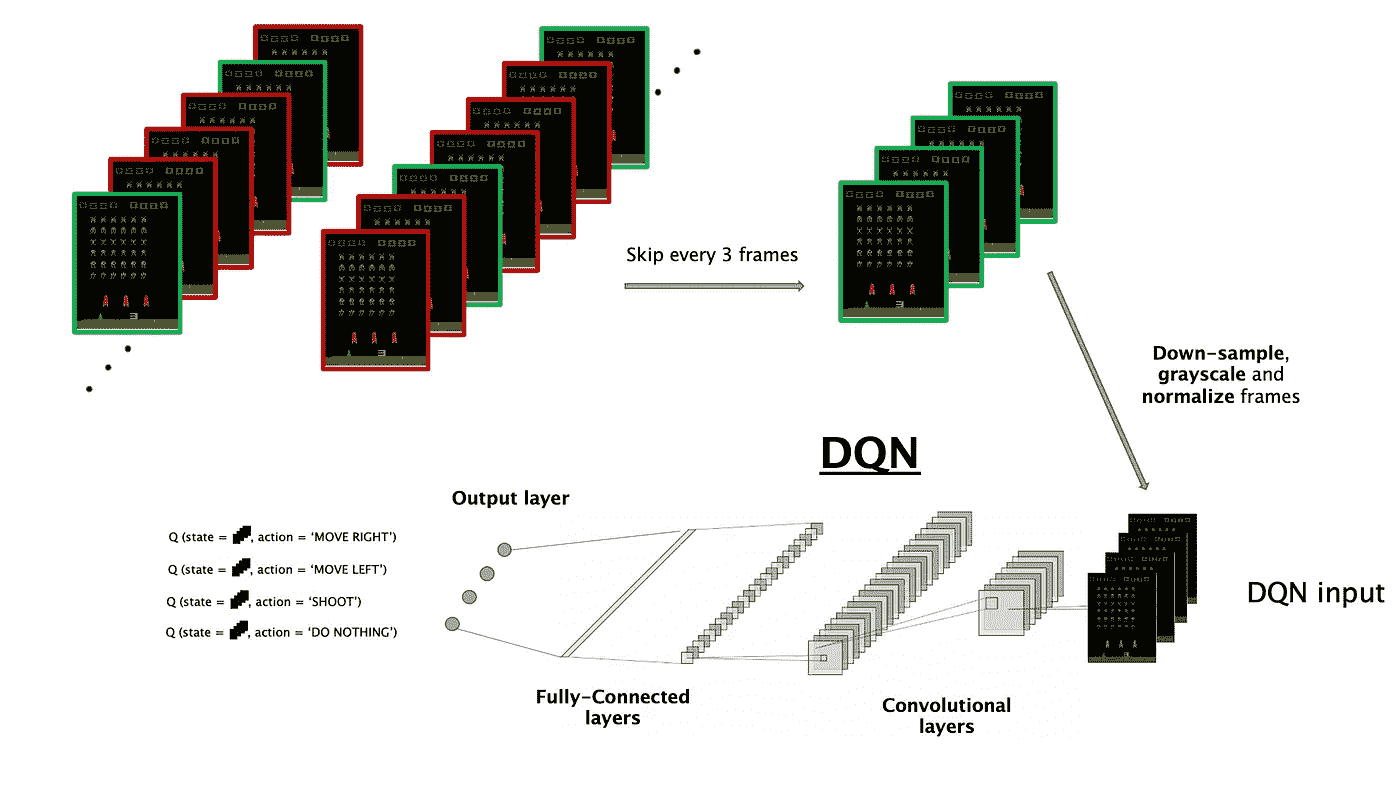 Skip every 3 frames
Down-sample,
grayscale and
normalize frames
DQN
Output layer
Q (state = , action = ‘MOVE RIGHT’)
Q (state = , action = ‘MOVE LEFT’)
Q (state = , action = ‘SHOOT’)
Q (state = , action = ‘DO NOTHING’)
DQN input
Fully-Connected
layers
Convolutional
layers